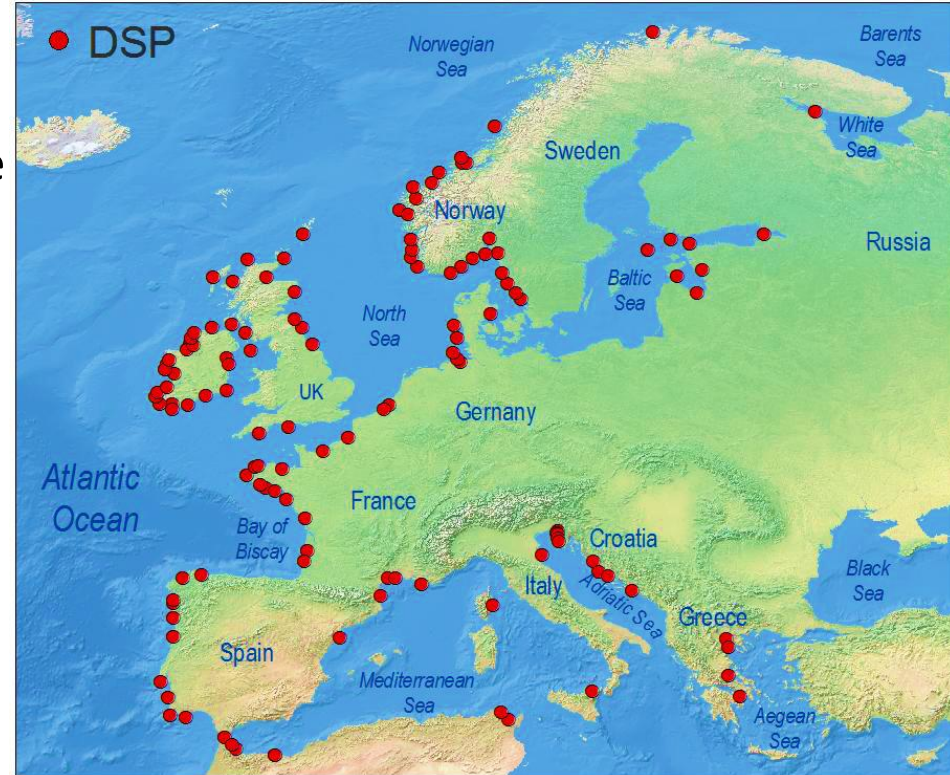 DSP
Norwegian
Sea
Barents
Sea
e
White
Sea
Sweden
Norway
Russia
Baltic
Sea
North
Sea
UK
Gernany
Atlantic
Ocean
France
Bay of
Biscay
Croatia
Black
Sea
Italy
Adriatic Sea
Greece
Spain
Mediterranean
Sea
Aegean
Sea